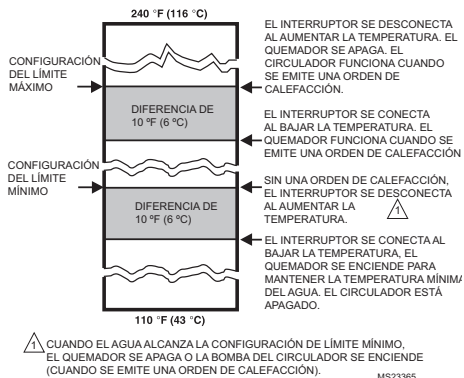 240 °F (116 °C)
EL INTERRUPTOR SE DESCONECTA
AL AUMENTAR LA TEMPERATURA. EL
QUEMADOR SE APAGA. EL
CIRCULADOR FUNCIONA CUANDO
SE EMITE UNA ORDEN DE
CALEFACCIÓN.
CONFIGURACIÓN
DEL LÍMITE
MÁXIMO
DIFERENCIA DE
10 ºF (6 ºC)
EL INTERRUPTOR SE CONECTA
AL BAJAR LA TEMPERATURA. EL
QUEMADOR FUNCIONA CUANDO SE
EMITE UNA ORDEN DE CALEFACCIÓN
CONFIGURACIÓN
DEL LÍMITE
MÍNIMO
SIN UNA ORDEN DE CALEFACCIÓN,
EL INTERRUPTOR SE DESCONECTA
AL AUMENTAR LA
TEMPERATURA.
1
DIFERENCIA DE
10 ºF (6 ºC)
EL INTERRUPTOR SE CONECTA AL
BAJAR LA TEMPERATURA, EL
QUEMADOR SE ENCIENDE PARA
MANTENER LA TEMPERATURA MÍNIMA
DEL AGUA. EL CIRCULADOR ESTÁ
APAGADO.
110 °F (43 °C)
1 CUANDO EL AGUA ALCANZA LA CONFIGURACIÓN DE LÍMITE MÍNIMO,
EL QUEMADOR SE APAGA O LA BOMBA DEL CIRCULADOR SE ENCIENDE
(CUANDO SE EMITE UNA ORDEN DE CALEFACCIÓN).
MS23365